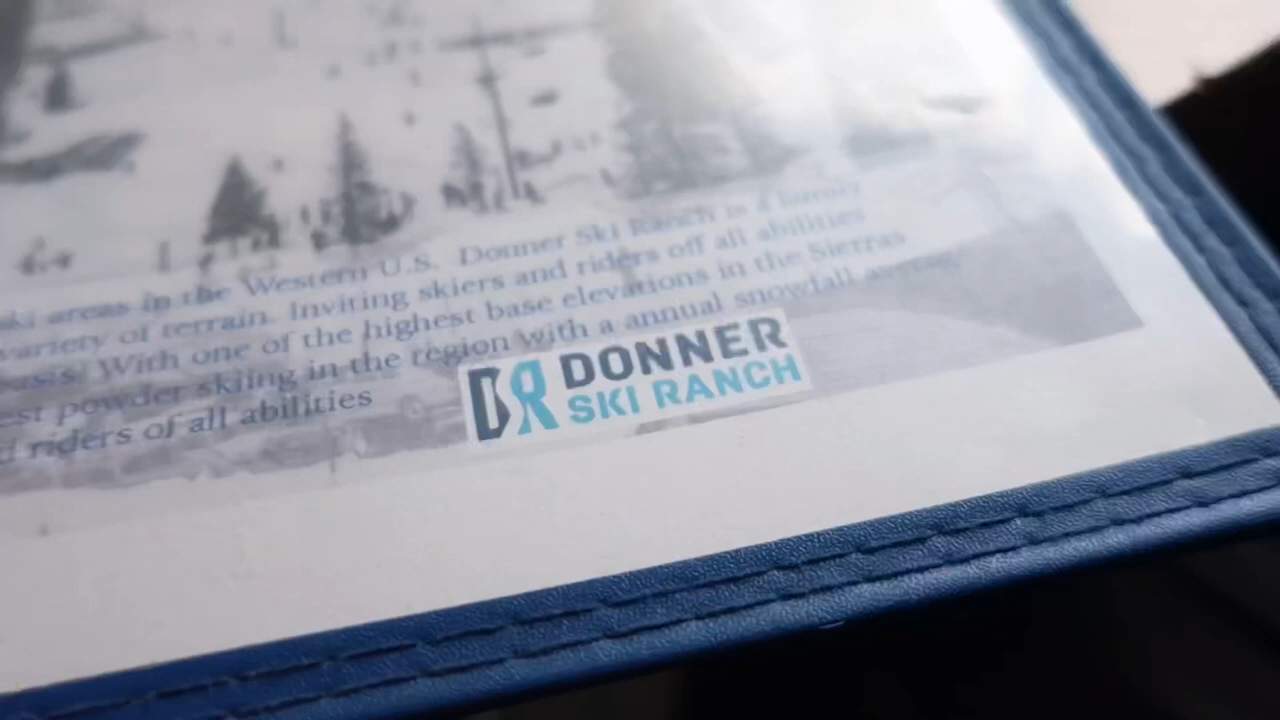 ski areas in the Western U.S. Donner Ski Ranch is a family
variety of terrain. Inviting skiers and riders off all abilities
With one of the highest base elevations in the Sierras
powder skiing in the region with a annual snowfall average
riders of all abilities
DR DONNER
SKI RANCH